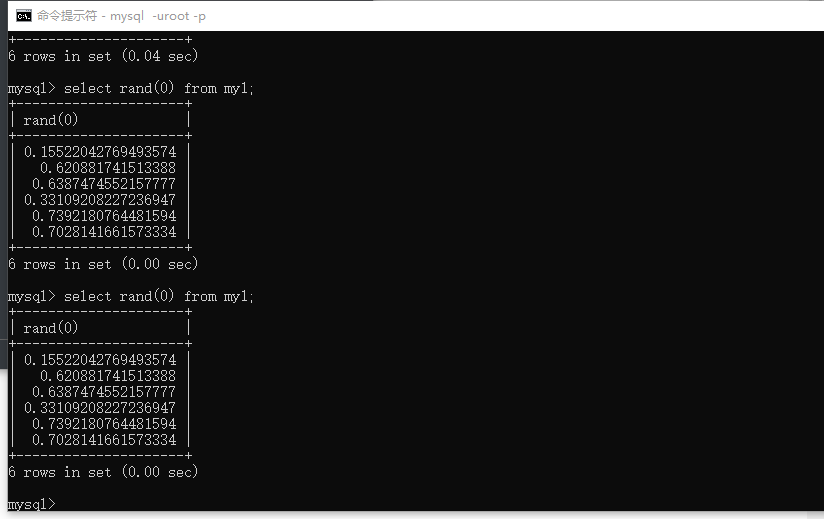 命令提示符 - mysql  -uroot -p
+---------------------+
6 rows in set (0.04 sec)
mysql> select rand(0) from my1;
+---------------------+
| rand(0)             |
+---------------------+
| 0.15522042769493574 |
|   0.620881741513388 |
|  0.6387474552157777 |
| 0.33109208227236947 |
|  0.7392180764481594 |
|  0.7028141661573334 |
+---------------------+
6 rows in set (0.00 sec)
mysql> select rand(0) from my1;
+---------------------+
| rand(0)             |
+---------------------+
| 0.15522042769493574 |
|   0.620881741513388 |
|  0.6387474552157777 |
| 0.33109208227236947 |
|  0.7392180764481594 |
|  0.7028141661573334 |
+---------------------+
6 rows in set (0.00 sec)
mysql>